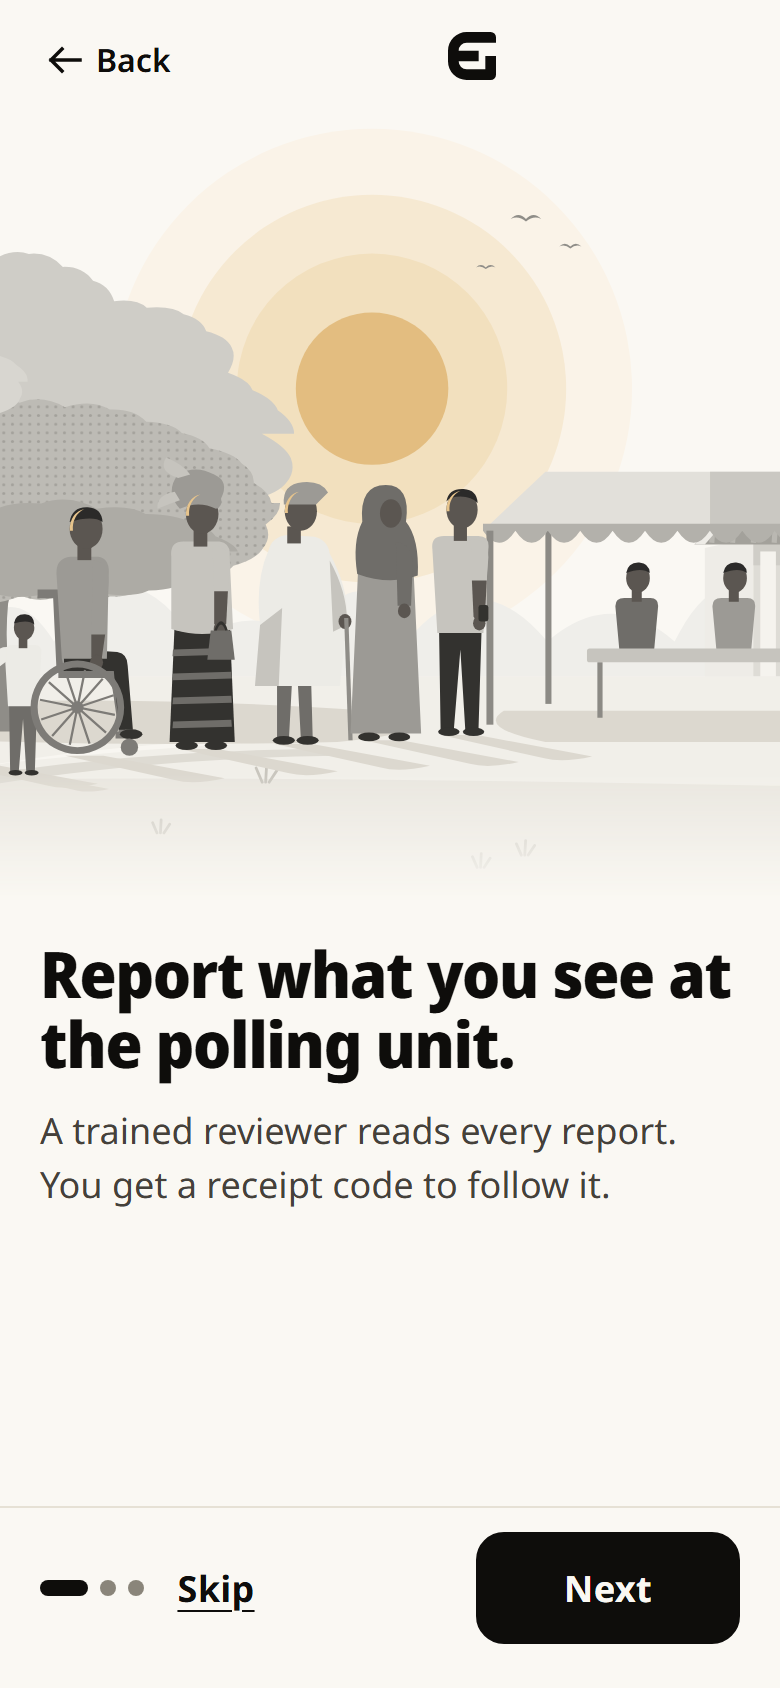 Back
Report what you see at
the polling unit.
A trained reviewer reads every report.
You get a receipt code to follow it.
Skip
Next